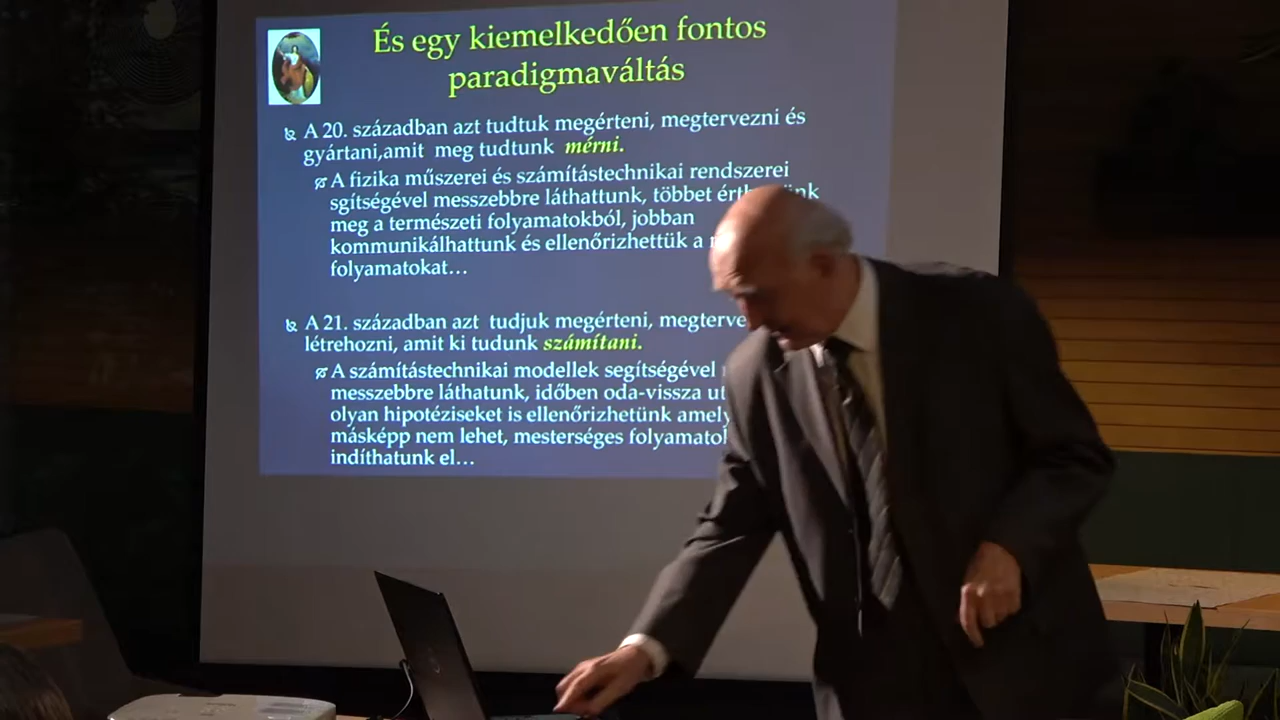 És egy kiemelkedően fontos
paradigmaváltás
A 20. században azt tudtuk megérteni, megtervezni és
gyártani,amit meg tudtunk mérni.
A fizika műszerei és számítástechnikai rendszerei
sgítségével messzebbre láthattunk, többet
meg a természeti folyamatokból, jobban
kommunikálhattunk és ellenőrizhettük a
folyamatokat...
A 21. században azt tudjuk megérteni,
létrehozni, amit ki tudunk számítani.
A számítástechnikai modellek segítségével
messzebbre láthatunk, időben oda-vissza
olyan hipotéziseket is ellenőrizhetünk
másképp nem lehet, mesterséges
indíthatunk el...